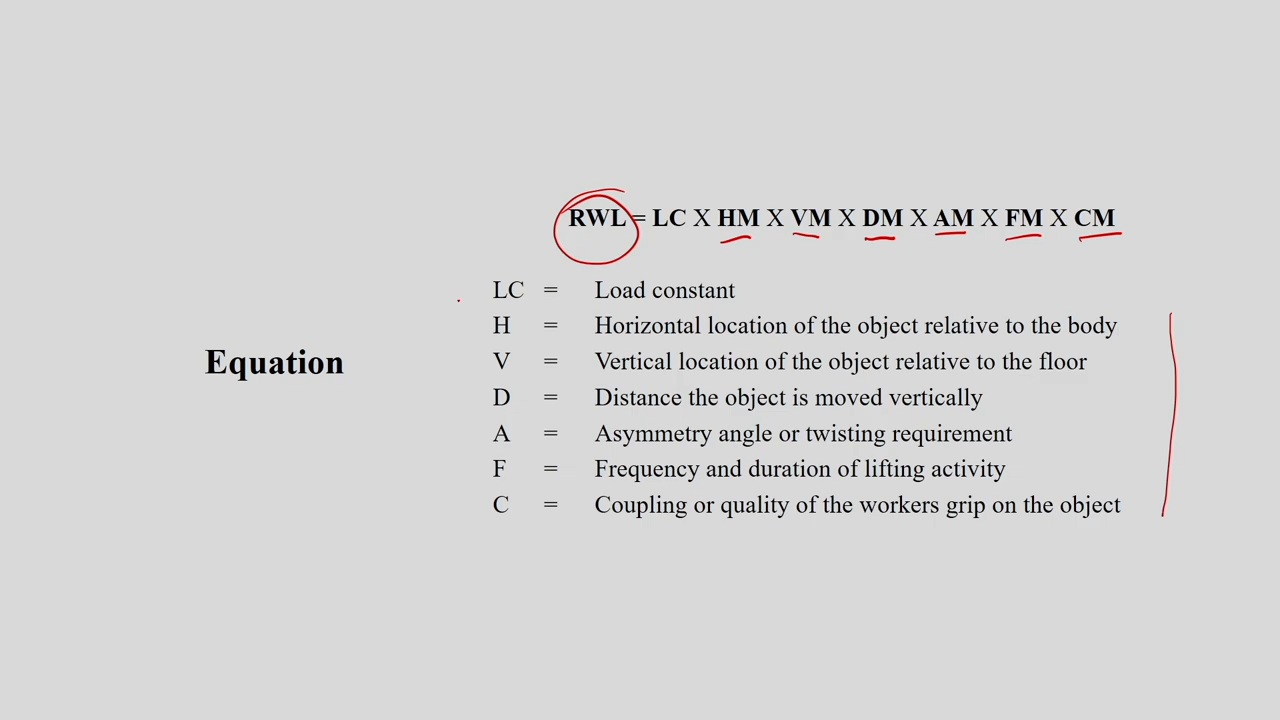 RWL = LC X HM X VM X DM X AM X FM X CM
LC = Load constant
H = Horizontal location of the object relative to the body
V = Vertical location of the object relative to the floor
Equation
D = Distance the object is moved vertically
A = Asymmetry angle or twisting requirement
F = Frequency and duration of lifting activity
C = Coupling or quality of the workers grip on the object